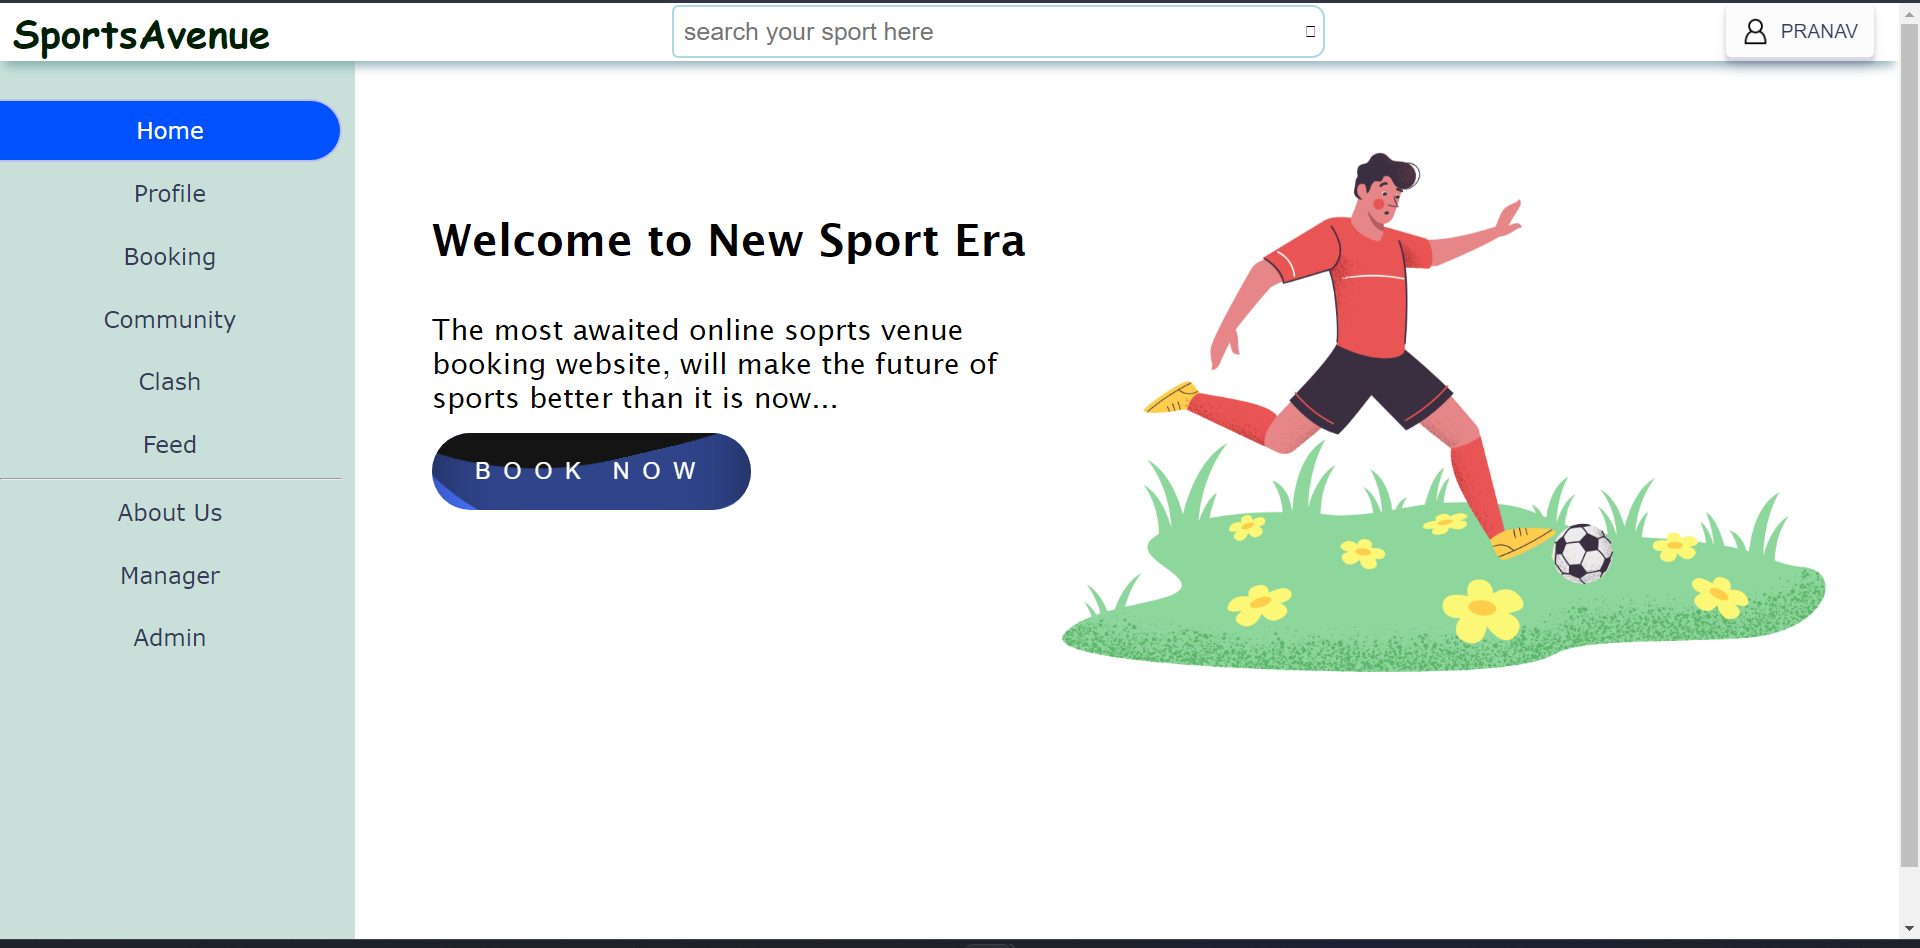 SportsAvenue
search your sport here
PRANAV
Home
Profile
Booking
Community
Clash
Feed
About Us
Manager
Admin
Welcome to New Sport Era
The most awaited online soprts venue
booking website, will make the future of
sports better than it is now...
BOOK NOW